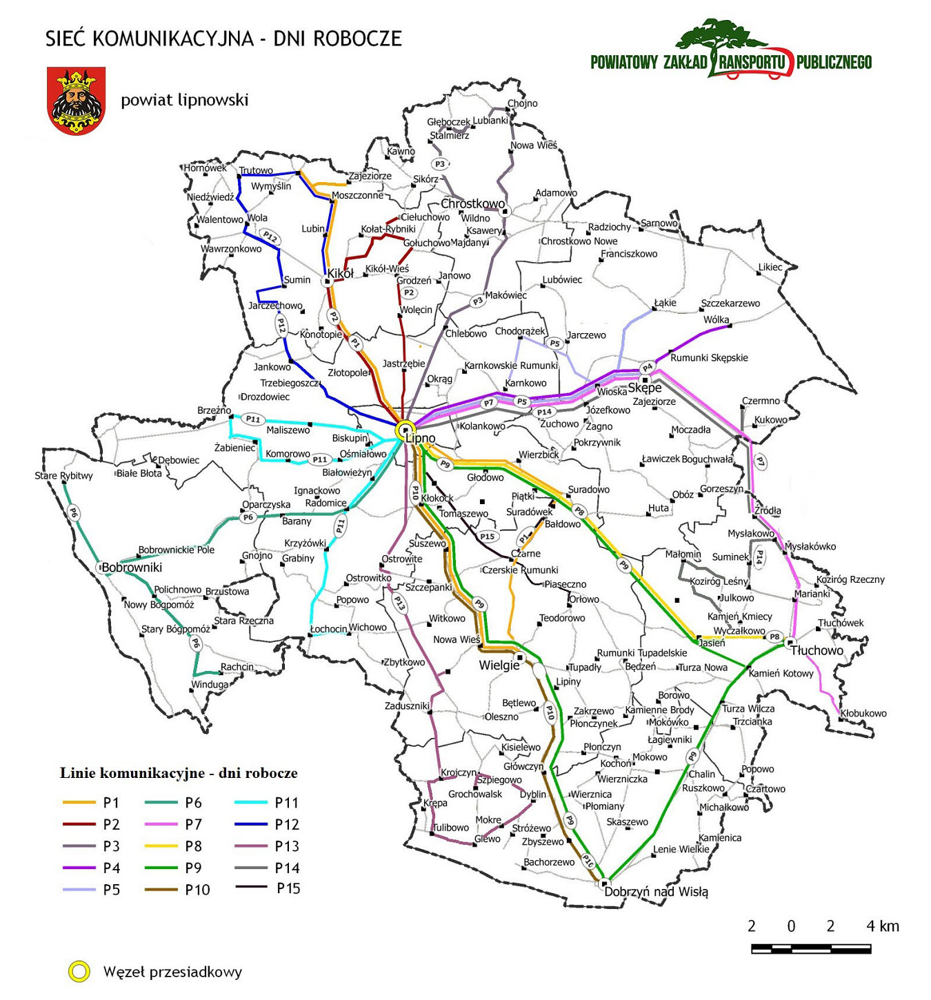 SIEĆ KOMUNIKACYJNA - DNI ROBOCZE
powiat lipnowski
POWIATOWY ZAKŁAD TRANSPORTU PUBLICZNEGO
Chojno
Głęboczek
Lubianki
Stalmierz
Nowa Wieś
Kawno
P3
Hornówek
Trutowo
Zajeziorze
Sikórz
Wymyślin
Niedźwiedź
Moszczonne
Adamowo
Chrostkowo
Walentowo
Wola
Ciełuchowo
Wildno
Lubin
Kołat-Rybniki
Ksawery
Radziochy
Sarnowo
P12
Wawrzonkowo
Gołuchowo
Majdany
Chrostkowo Nowe
Franciszkowo
Kikół
Kikół-Wieś
Likiec
Sumin
Grodzeń
Janowo
Lubówiec
P2
Makówiec
P3
Jarczechowo
Wolęcin
Łąkie
Szczekarzewo
P2
Wólka
P12
Konotopie
Chlebowo
Chodorążek
Jarczewo
P1
P5
Jankowo
Złotopole
Jastrzębie
Karnkowskie Rumunki
Rumunki Skępskie
P4
Trzebiegoszcz
Okrąg
Karnkowo
Wioska
Skępe
Drozdowiec
P7
P5
P14
Zajeziorze
Czermno
Brzeźno
P11
Józefkowo
Maliszewo
Kolankowo
Żuchowo
Żagno
Kukowo
Biskupin
Lipno
Moczadła
Żabieniec
Pokrzywnik
Komorowo
P11
Ośmiałowo
Wierzbick
Dębowiec
Ławiczek
Boguchwała
P7
Białe Błota
Białowieżyn
P9
Głodowo
Stare Rybitwy
Ignackowo
P10
Kłokock
Piątki
Suradowo
Obóz
Gorzeszyn
Oparczyska
Radomice
P6
P6
Barany
Tomaszewo
Suradówek
P8
Huta
Źródła
P11
Bałdowo
P15
P1
Mysłakowo
Krzyżówki
Suszewo
Mysłakówko
Bobrownickie Pole
Grabiny
Gnojno
Ostrowite
Czarne
Małomin
Suminek
P14
Bobrowniki
Czerskie Rumunki
P9
Ostrowitko
Szczepanki
Piaseczno
Koziróg Leśny
Koziróg Rzeczny
Polichnowo
Brzustowa
Marianki
Nowy Bógpomóż
Popowo
P13
P9
Orłowo
Julkowo
Stara Rzeczna
Witkowo
Teodorowo
Kamień Kmiecy
Stary Bógpomóż
Łochocin
Wichowo
Wyczałkowo
Tłuchówek
P6
Nowa Wieś
Jasień
P8
Tłuchowo
Rachcin
Zbytkowo
Wielgie
Rumunki Tupadelskie
Tupadły
Będzeń
Turza Nowa
Kamień Kotowy
Winduga
Lipiny
Borowo
Zaduszniki
Bętlewo
P10
Zakrzewo
Kamienne Brody
Turza Wilcza
Kłobukowo
Oleszno
Płonczynek
Mokówko
Trzcianka
Łagiewniki
Kisielewo
Płonczyn
Mokowo
P9
Główczyn
Kochoń
Krojczyn
Szpiegowo
Wierzniczka
Chalin
Popowo
Ruszkowo
Czartowo
Grochowalsk
Dyblin
Wierznica
Krępa
Płomiany
Michałkowo
Tulibowo
Mokre
P9
Skaszewo
Stróżewo
Glewo
Zbyszewo
Kamienica
Lenie Wielkie
Bachorzewo
P10
Dobrzyń nad Wisłą
Linie komunikacyjne - dni robocze
P1
P6
P11
P2
P7
P12
P3
P8
P13
P4
P9
P14
P5
P10
P15
2 0 2 4 km
Węzeł przesiadkowy